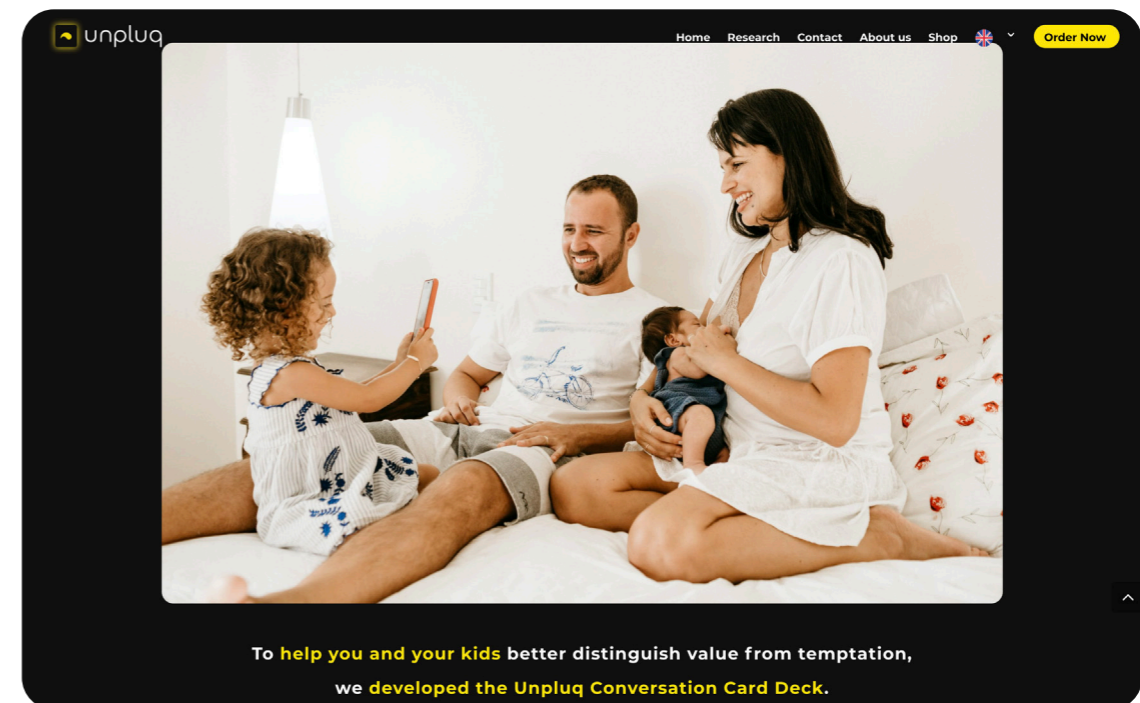 unpluq
Home Research Contact About us Shop Order Now
To help you and your kids better distinguish value from temptation,
we developed the Unpluq Conversation Card Deck.